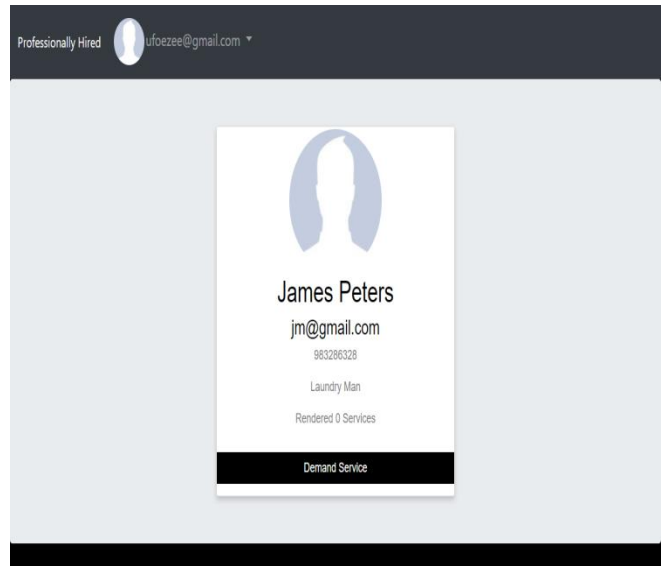 Professionally Hired ufoezee@gmail.com
James Peters
jm@gmail.com
983286328
Laundry Man
Rendered 0 Services
Demand Service